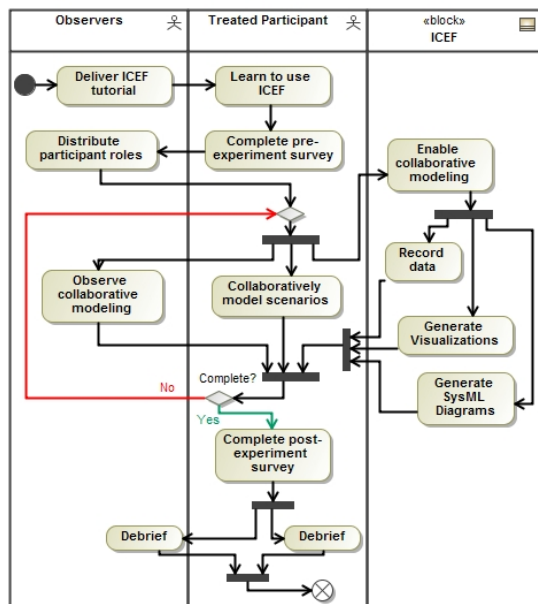 Observers
Treated Participant
«block»
ICEF
Deliver ICEF
tutorial
Learn to use
ICEF
Distribute
participant roles
Complete pre-
experiment survey
Enable
collaborative
modeling
Record
data
Observe
collaborative
modeling
Collaboratively
model scenarios
Generate
Visualizations
Generate
SysML
Diagrams
Complete?
No
Yes
Complete post-
experiment
survey
Debrief
Debrief